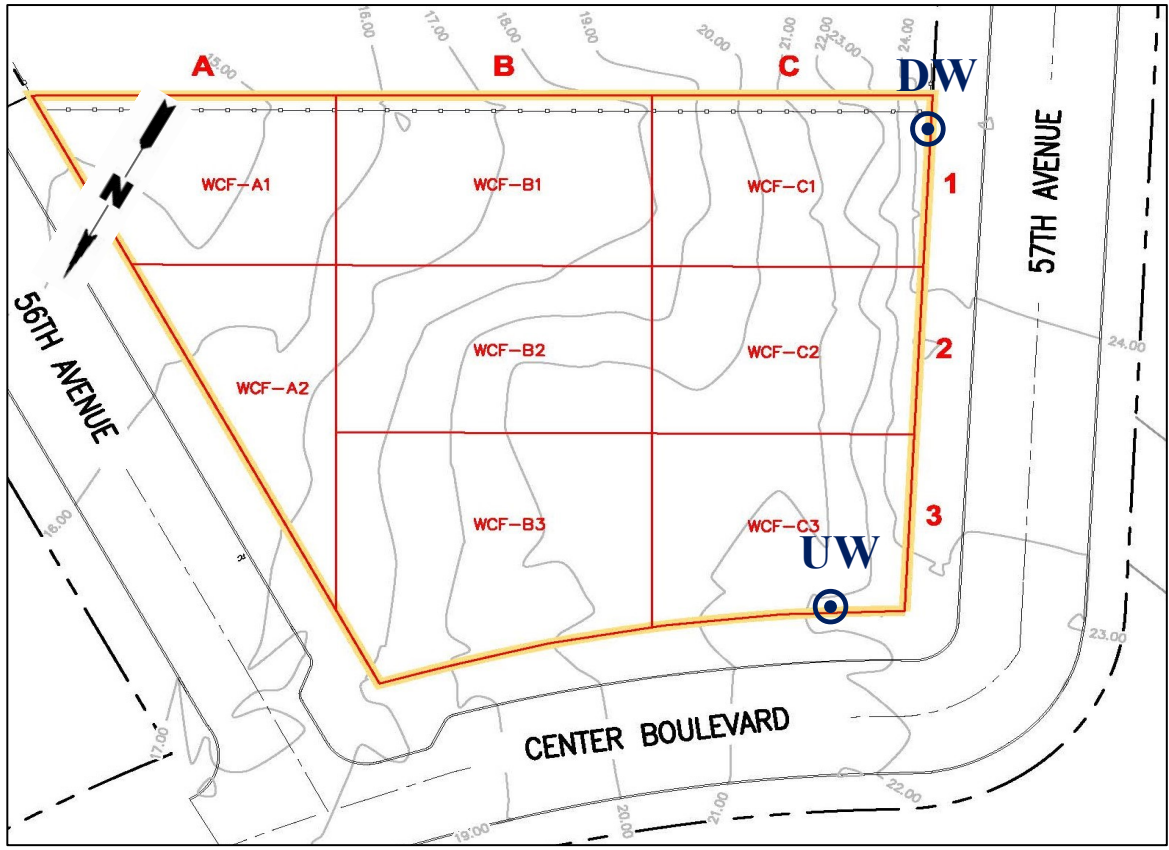 16.00
17.00
18.00
19.00
20.00
21.00
22.00
23.00
24.00
A
B
C
15.00
DW
N
WCF-A1
WCF-B1
WCF-C1
1
57TH AVENUE
56TH AVENUE
WCF-A2
WCF-B2
WCF-C2
2
24.00
16.00
WCF-B3
WCF-C3
3
UW
23.00
17.00
CENTER BOULEVARD
19.00
20.00
21.00
22.00